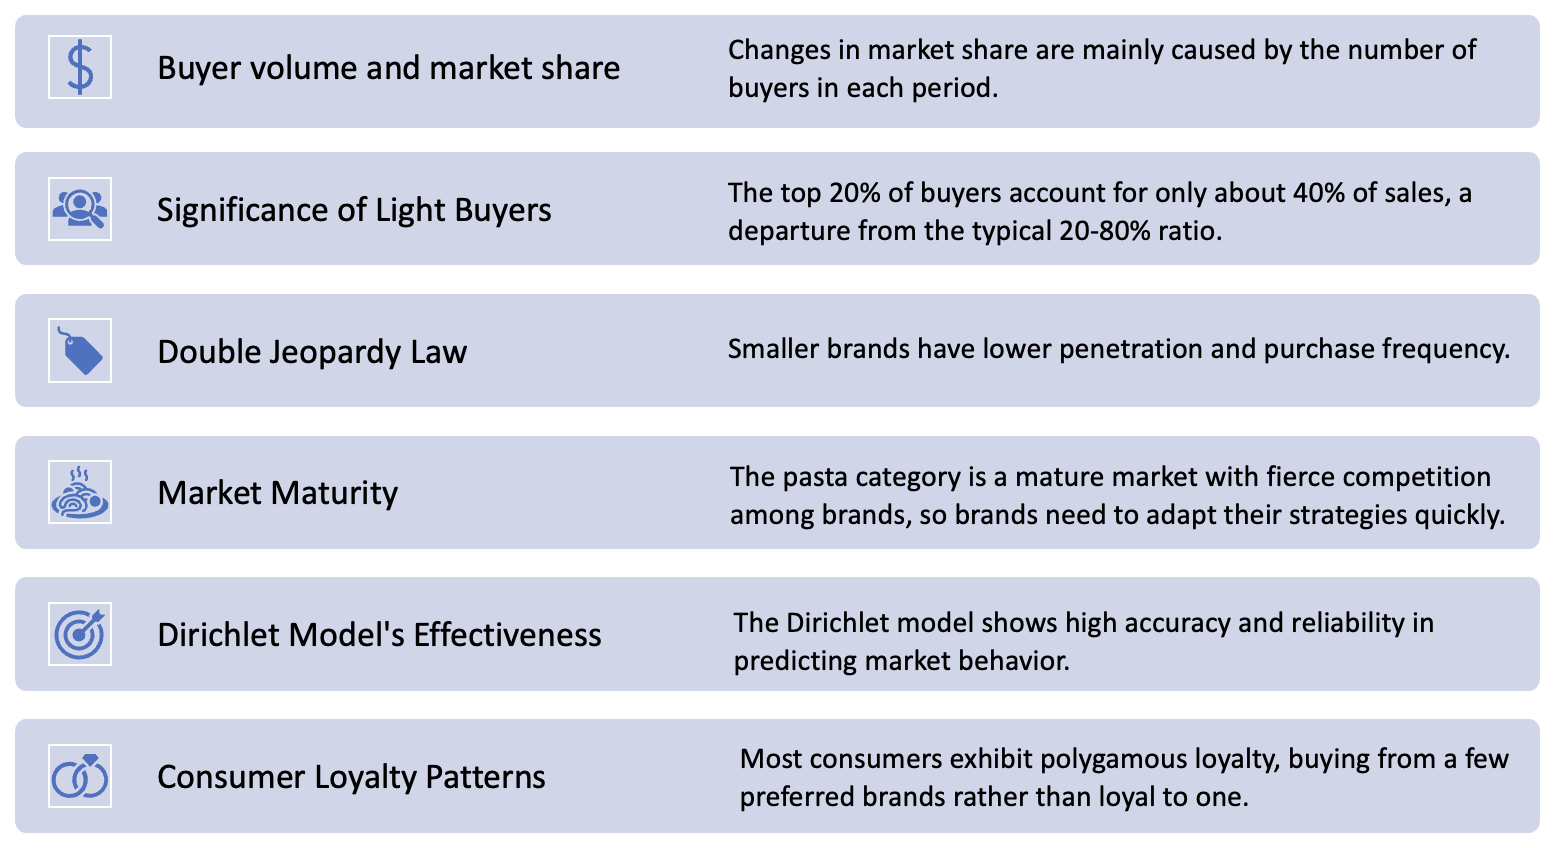 Buyer volume and market share
Changes in market share are mainly caused by the number of
buyers in each period.
Significance of Light Buyers
The top 20% of buyers account for only about 40% of sales, a
departure from the typical 20-80% ratio.
Double Jeopardy Law
Smaller brands have lower penetration and purchase frequency.
Market Maturity
The pasta category is a mature market with fierce competition
among brands, so brands need to adapt their strategies quickly.
Dirichlet Model's Effectiveness
The Dirichlet model shows high accuracy and reliability in
predicting market behavior.
Consumer Loyalty Patterns
Most consumers exhibit polygamous loyalty, buying from a few
preferred brands rather than loyal to one.